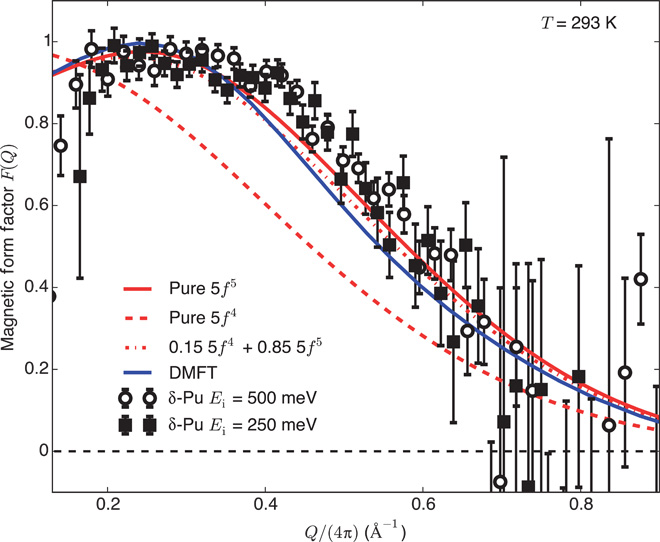 T = 293 K
1
0.8
0.6
0.4
0.2
0
Magnetic form factor F(Q)
Pure 5f⁵
Pure 5f⁴
0.15 5f⁴ + 0.85 5f⁵
DMFT
δ-Pu Eᵢ = 500 meV
δ-Pu Eᵢ = 250 meV
0.2 0.4 0.6 0.8
Q/(4π) (Å⁻¹)